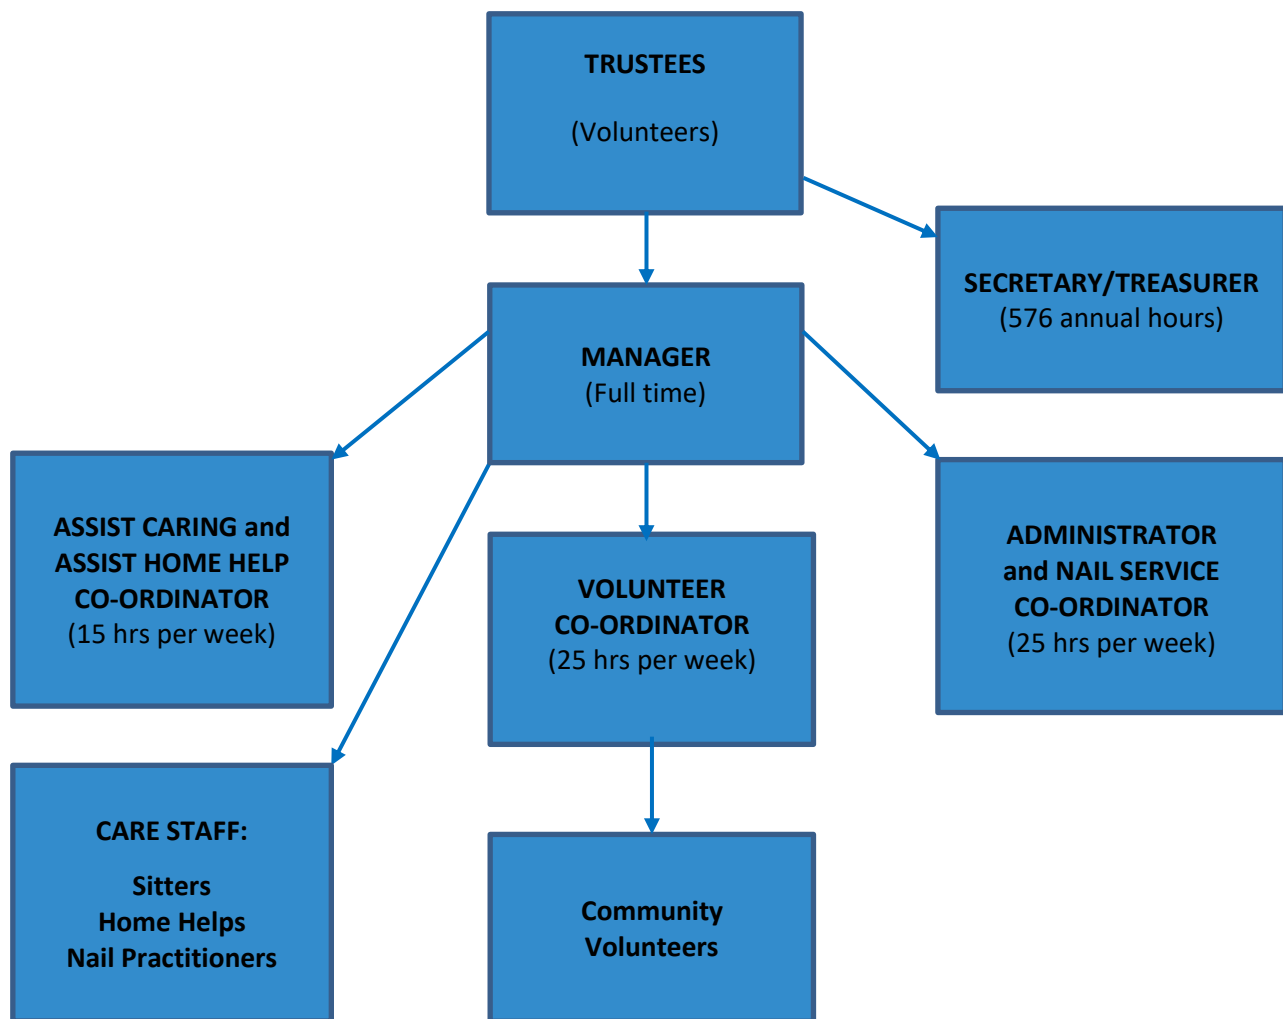 TRUSTEES
(Volunteers)
SECRETARY/TREASURER
(576 annual hours)
MANAGER
(Full time)
ASSIST CARING and
ASSIST HOME HELP
CO-ORDINATOR
(15 hrs per week)
VOLUNTEER
CO-ORDINATOR
(25 hrs per week)
ADMINISTRATOR
and NAIL SERVICE
CO-ORDINATOR
(25 hrs per week)
CARE STAFF:
Sitters
Home Helps
Nail Practitioners
Community
Volunteers